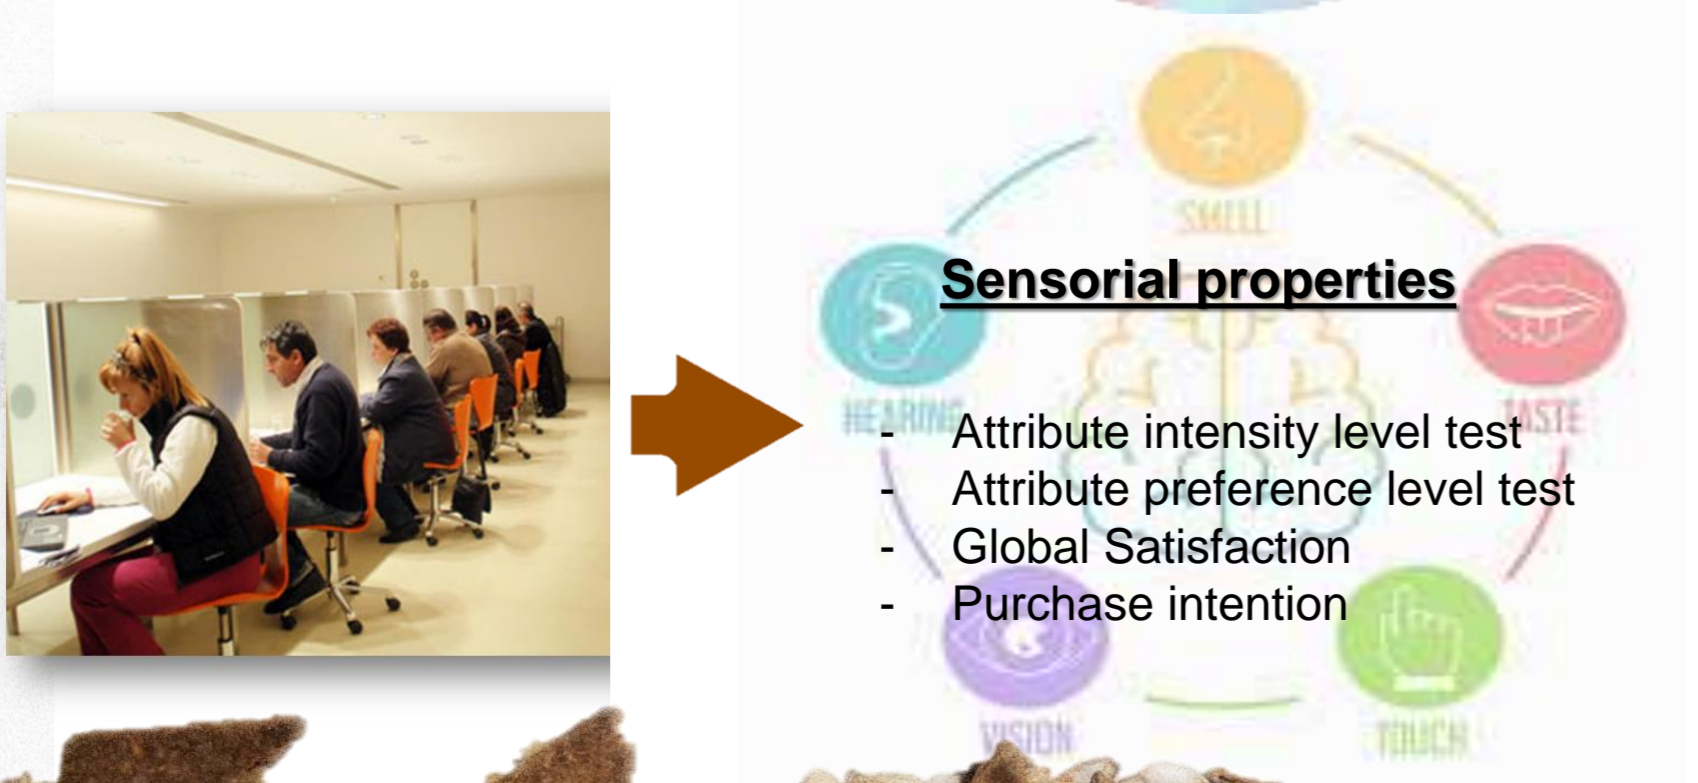 SMELL
Sensorial properties
HEARING
TASTE
- Attribute intensity level test
- Attribute preference level test
- Global Satisfaction
- Purchase intention
VISION
TOUCH